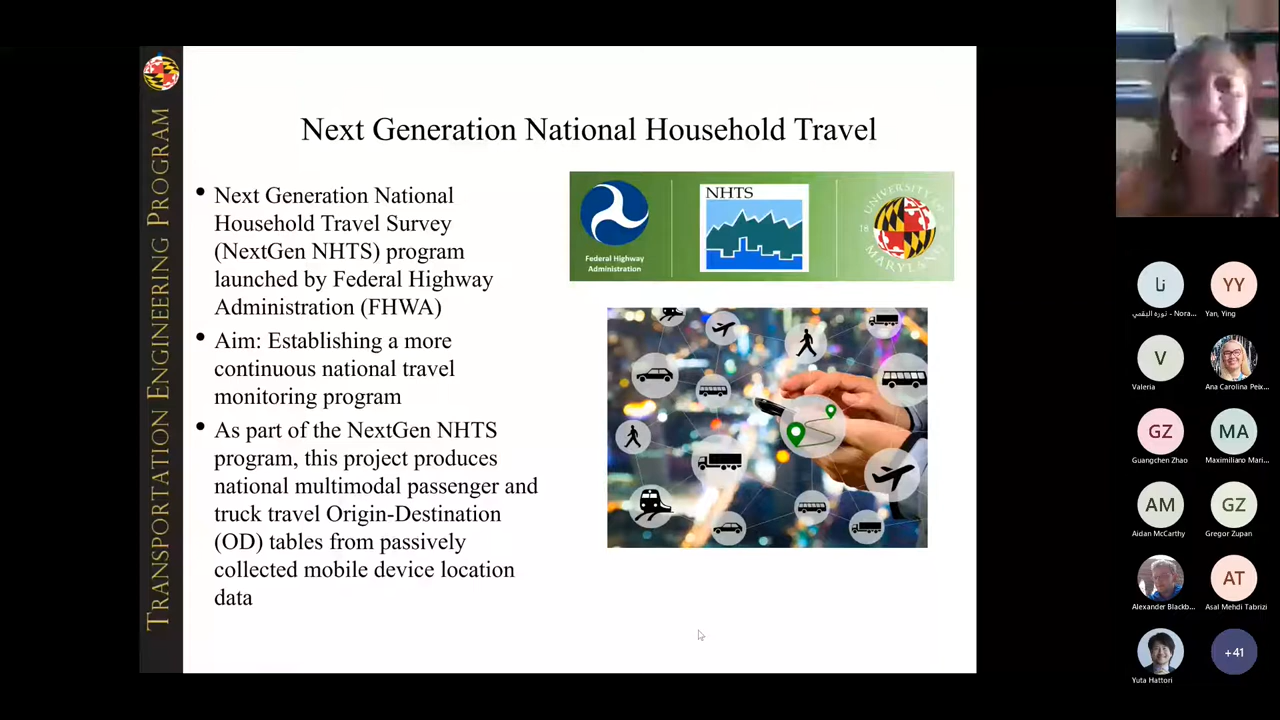 TRANSPORTATION ENGINEERING PROGRAM
Next Generation National Household Travel
• Next Generation National
Household Travel Survey
(NextGen NHTS) program
launched by Federal Highway
Administration (FHWA)
• Aim: Establishing a more
continuous national travel
monitoring program
• As part of the NextGen NHTS
program, this project produces
national multimodal passenger and
truck travel Origin-Destination
(OD) tables from passively
collected mobile device location
data
Federal Highway
Administration
NHTS
UNIVERSITY OF
18
MARYLAND
نا
نوره البقمي - Nora...
YY
Yan, Ying
V
Valeria
Ana Carolina Peix...
GZ
Guangchen Zhao
MA
Maximiliano Mari...
AM
Aidan McCarthy
GZ
Gregor Zupan
Alexander Blackb...
AT
Asal Mehdi Tabrizi
Yuta Hattori
+41